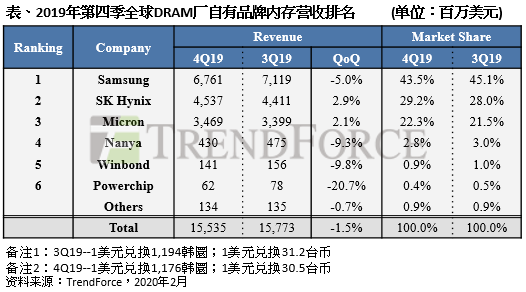 表、2019年第四季全球DRAM厂自有品牌内存营收排名 (单位：百万美元)
Ranking Company Revenue Market Share
4Q19 3Q19 QoQ 4Q19 3Q19
1 Samsung 6,761 7,119 -5.0% 43.5% 45.1%
2 SK Hynix 4,537 4,411 2.9% 29.2% 28.0%
3 Micron 3,469 3,399 2.1% 22.3% 21.5%
4 Nanya 430 475 -9.3% 2.8% 3.0%
5 Winbond 141 156 -9.8% 0.9% 1.0%
6 Powerchip 62 78 -20.7% 0.4% 0.5%
Others 134 135 -0.7% 0.9% 0.9%
Total 15,535 15,773 -1.5% 100.0% 100.0%
TRENDFORCE
备注1：3Q19--1美元兑换1,194韩圜；1美元兑换31.2台币
备注2：4Q19--1美元兑换1,176韩圜；1美元兑换30.5台币
资料来源：TrendForce，2020年2月